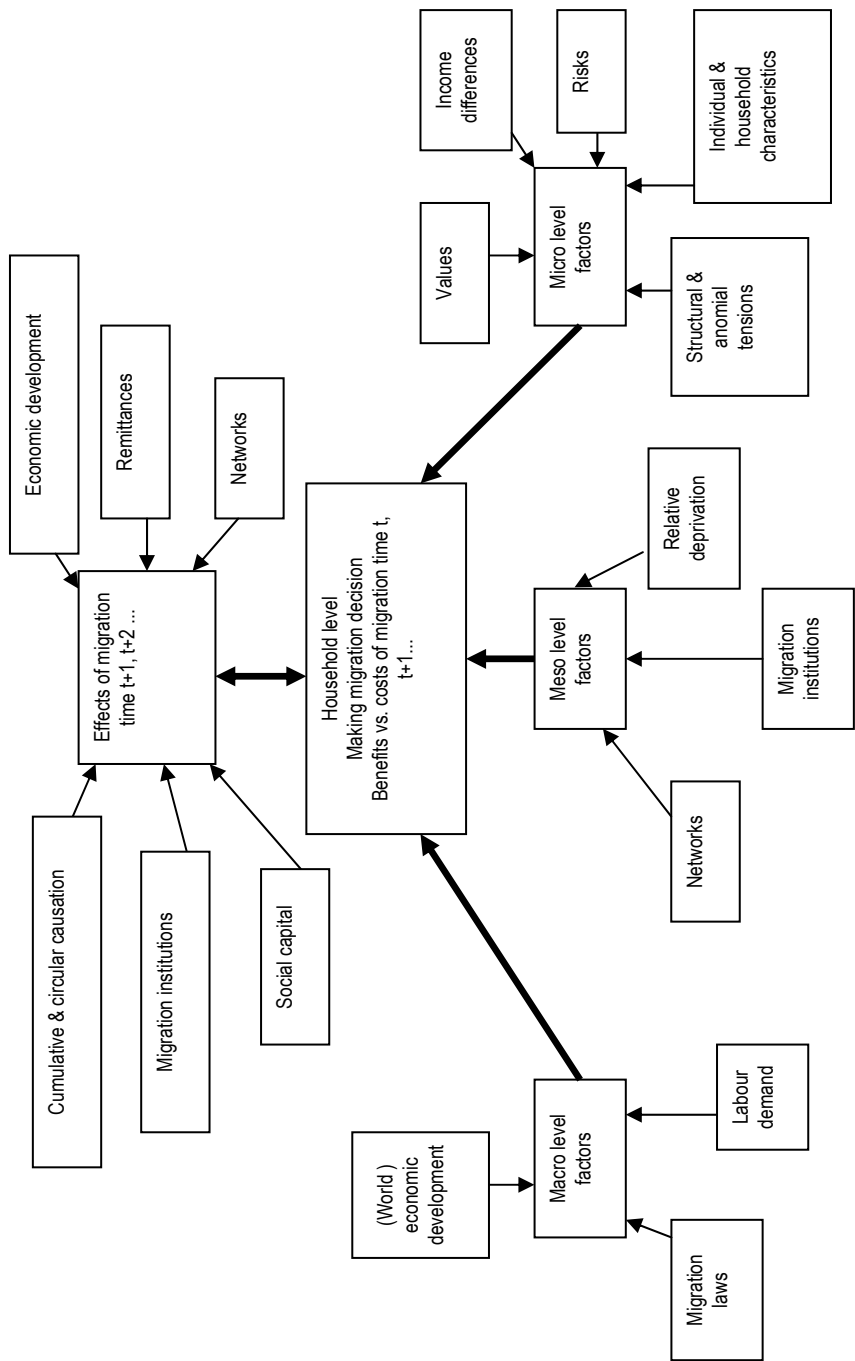 Cumulative & circular causation
Migration institutions
Social capital
Effects of migration
time t+1, t+2 ...
Economic development
Remittances
Networks
Household level
Making migration decision
Benefits vs. costs of migration time t,
t+1...
(World )
economic
development
Macro level
factors
Migration
laws
Labour
demand
Meso level
factors
Networks
Migration
institutions
Relative
deprivation
Values
Income
differences
Micro level
factors
Risks
Structural &
anomial
tensions
Individual &
household
characteristics